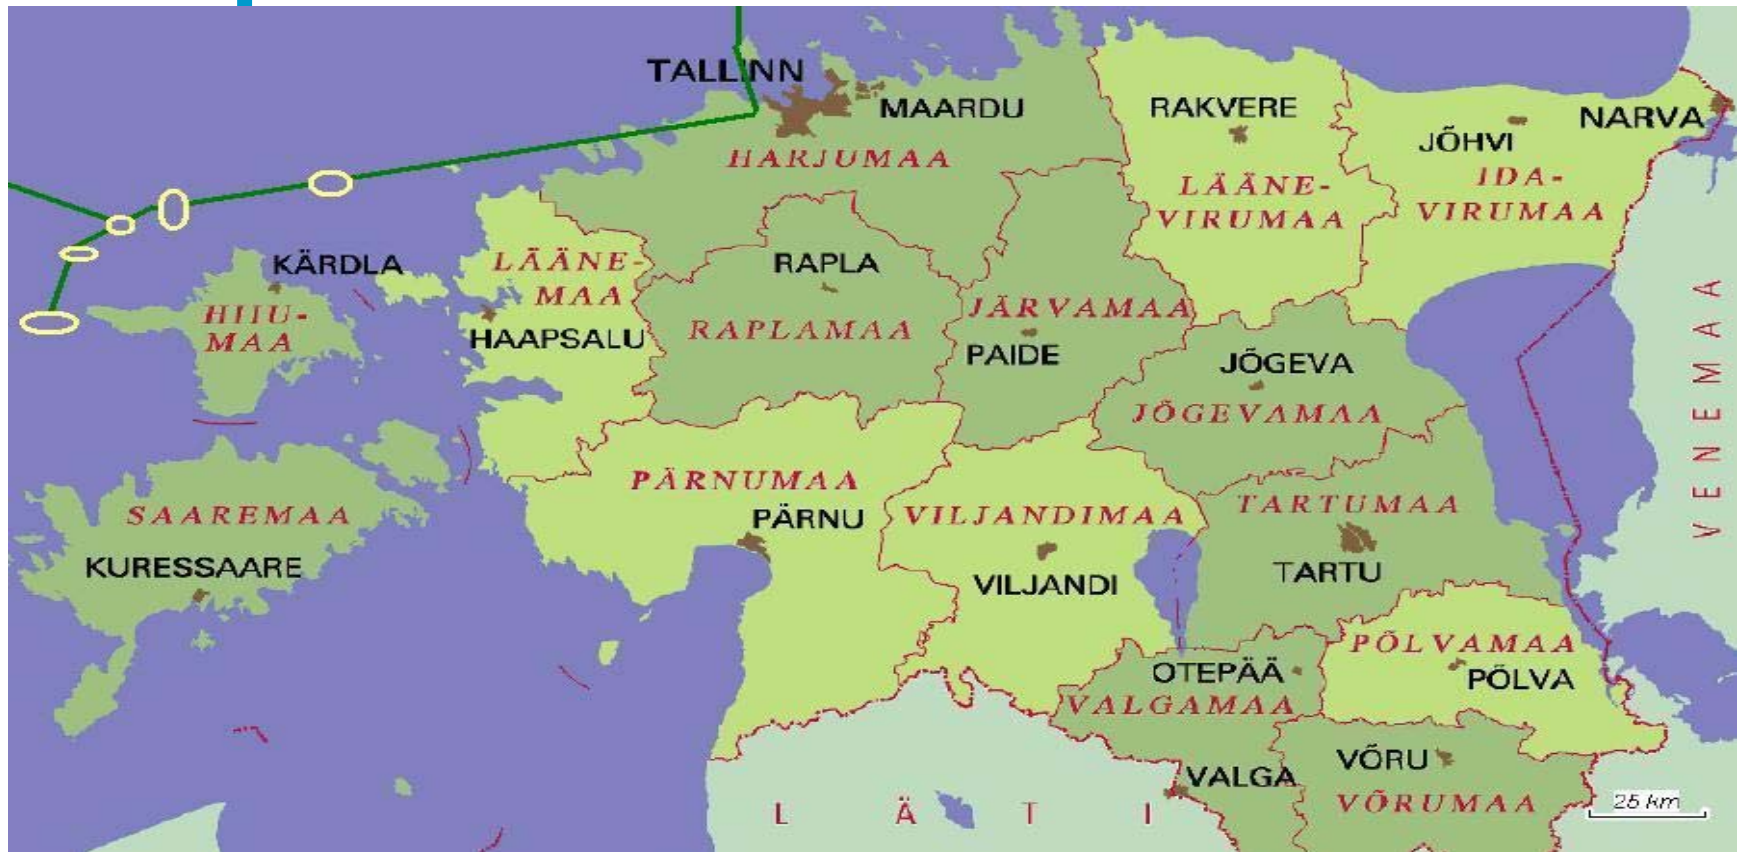 TALLINN
MAARDU
HARJUMAA
RAKVERE
LÄÄNE-
VIRUMAA
NARVA
JÕHVI
IDA-
VIRUMAA
KÄRDLA
HIIU-
MAA
LÄÄNE-
MAA
HAAPSALU
RAPLA
RAPLAMAA
JÄRVAMAA
PAIDE
JÕGEVA
JÕGEVAMAA
VENEMAA
SAAREMAA
KURESSAARE
PÄRNUMAA
PÄRNU
VILJANDIMAA
VILJANDI
TARTUMAA
TARTU
PÕLVAMAA
PÕLVA
OTEPÄÄ
VALGAMAA
VALGA
VÕRU
VÕRUMAA
LÄTI
25 km